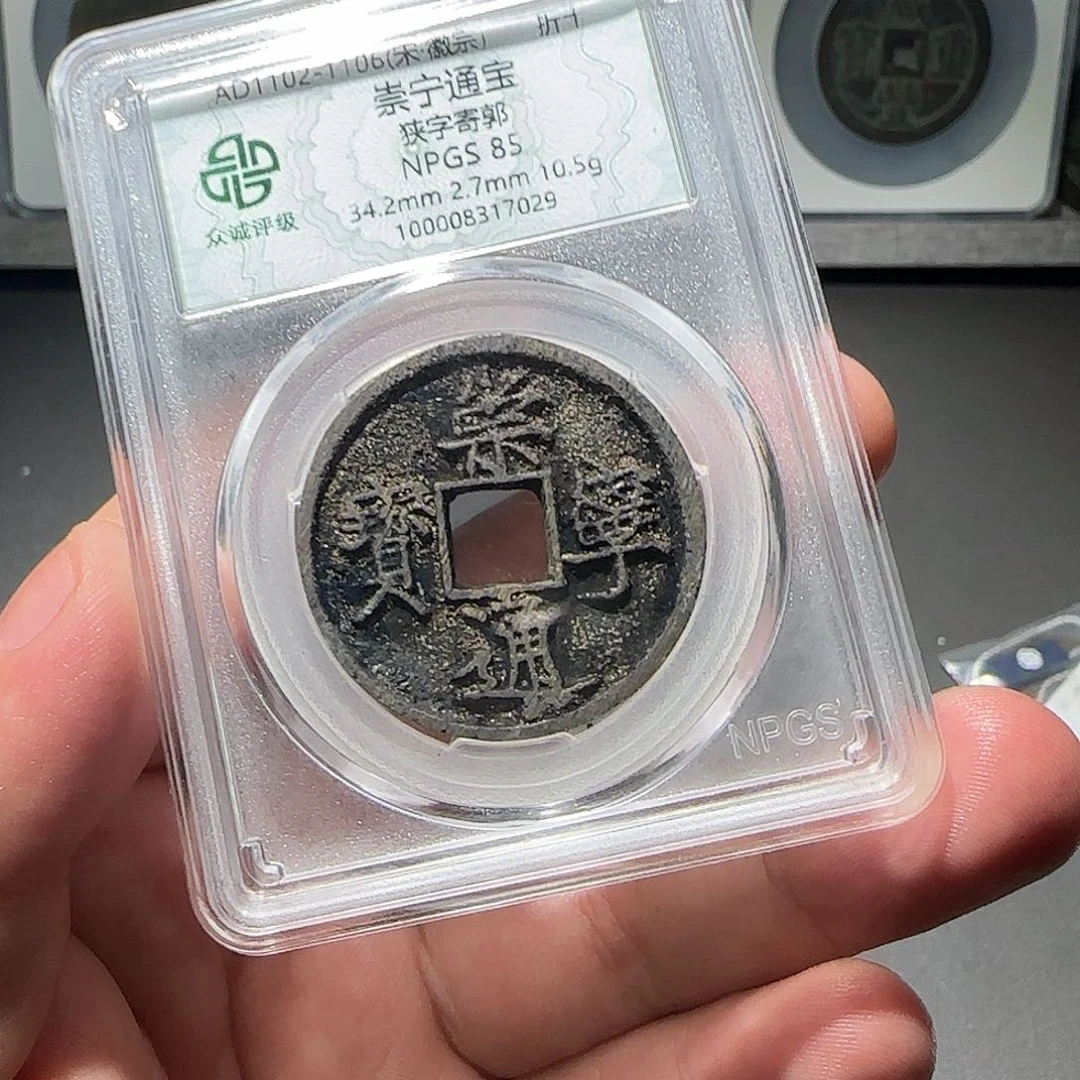 AD1102-1106(宋·徽宗) 折十
崇宁通宝
狭字寄郭
NPGS 85
34.2mm 2.7mm 10.5g
100008317029
众诚评级
崇寧通寳
NPGS